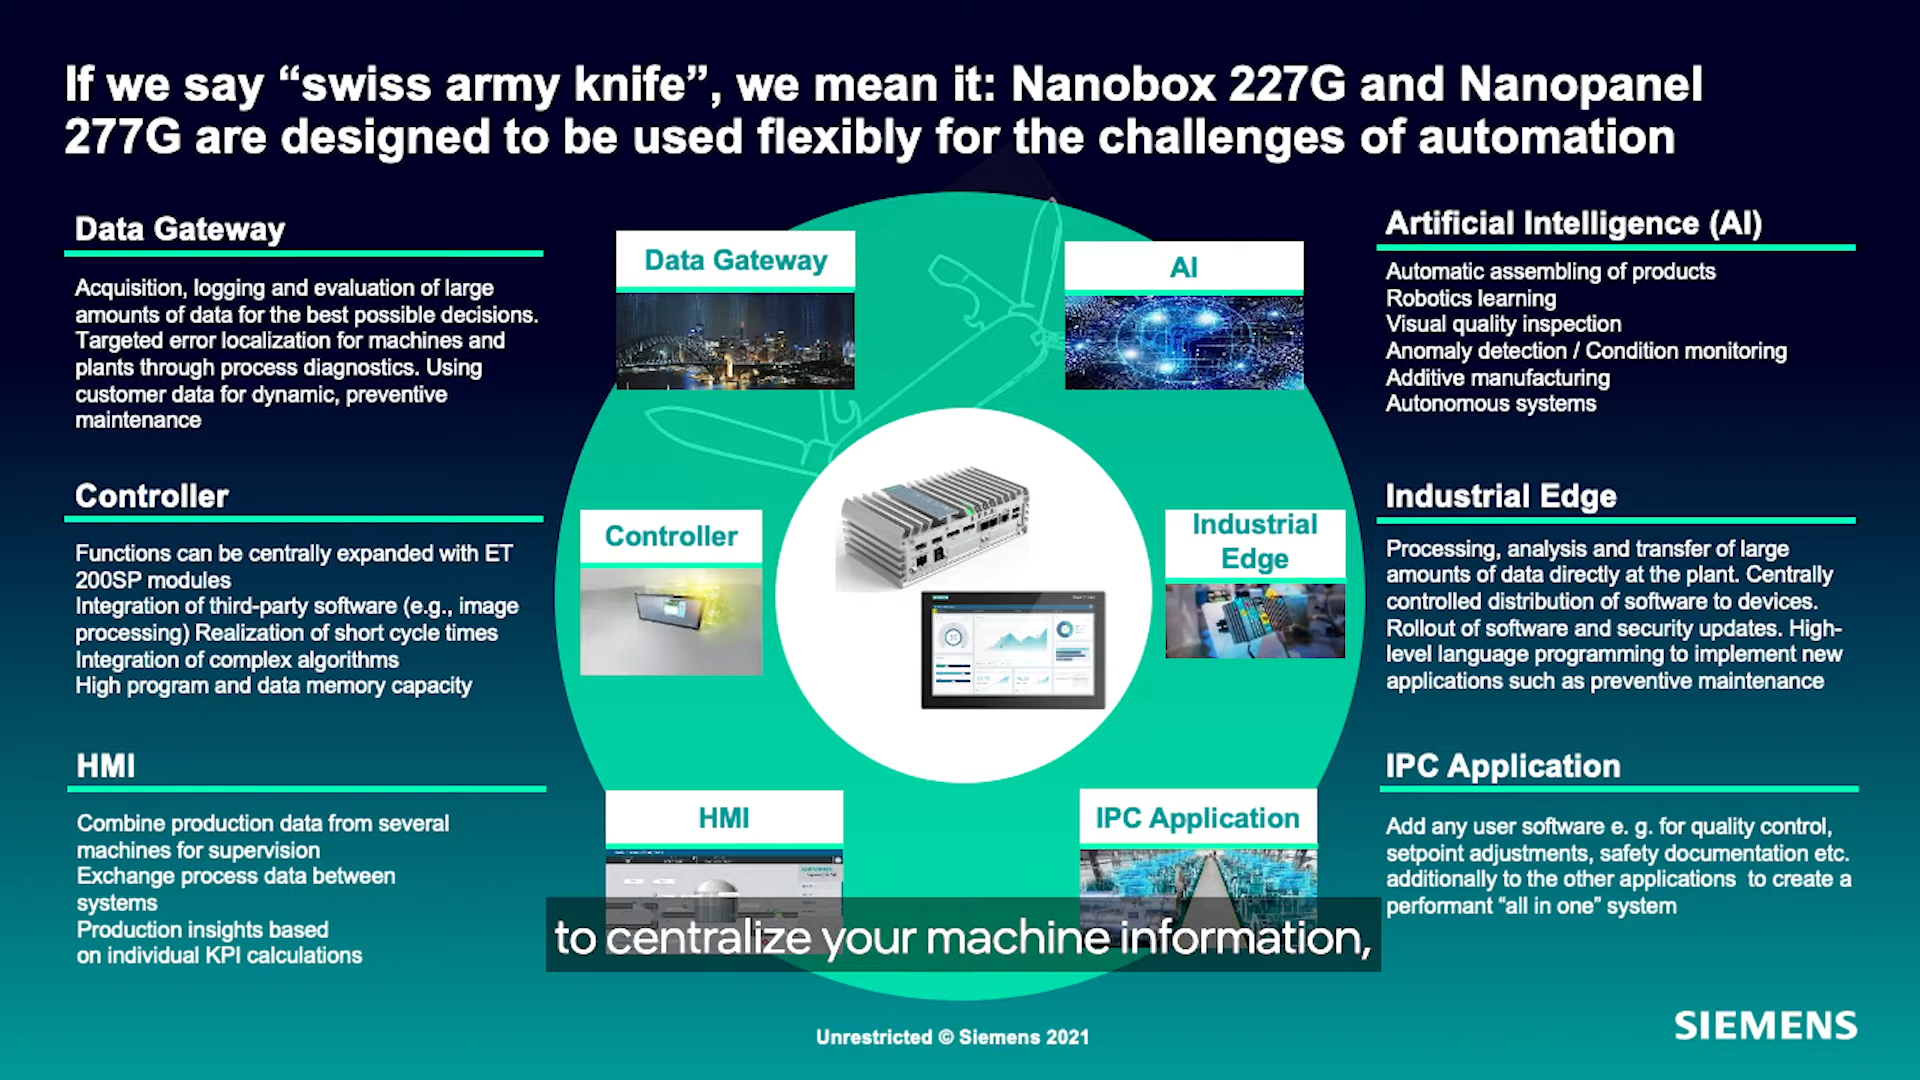 If we say “swiss army knife”, we mean it: Nanobox 227G and Nanopanel
277G are designed to be used flexibly for the challenges of automation
Data Gateway
Acquisition, logging and evaluation of large
amounts of data for the best possible decisions.
Targeted error localization for machines and
plants through process diagnostics. Using
customer data for dynamic, preventive
maintenance
Controller
Functions can be centrally expanded with ET
200SP modules
Integration of third-party software (e.g., image
processing) Realization of short cycle times
Integration of complex algorithms
High program and data memory capacity
HMI
Combine production data from several
machines for supervision
Exchange process data between
systems
Production insights based
on individual KPI calculations
Data Gateway
AI
Controller
Industrial
Edge
HMI
IPC Application
Artificial Intelligence (AI)
Automatic assembling of products
Robotics learning
Visual quality inspection
Anomaly detection / Condition monitoring
Additive manufacturing
Autonomous systems
Industrial Edge
Processing, analysis and transfer of large
amounts of data directly at the plant. Centrally
controlled distribution of software to devices.
Rollout of software and security updates. High-
level language programming to implement new
applications such as preventive maintenance
IPC Application
Add any user software e. g. for quality control,
setpoint adjustments, safety documentation etc.
additionally to the other applications  to create a
performant “all in one” system
to centralize your machine information,
Unrestricted © Siemens 2021
SIEMENS